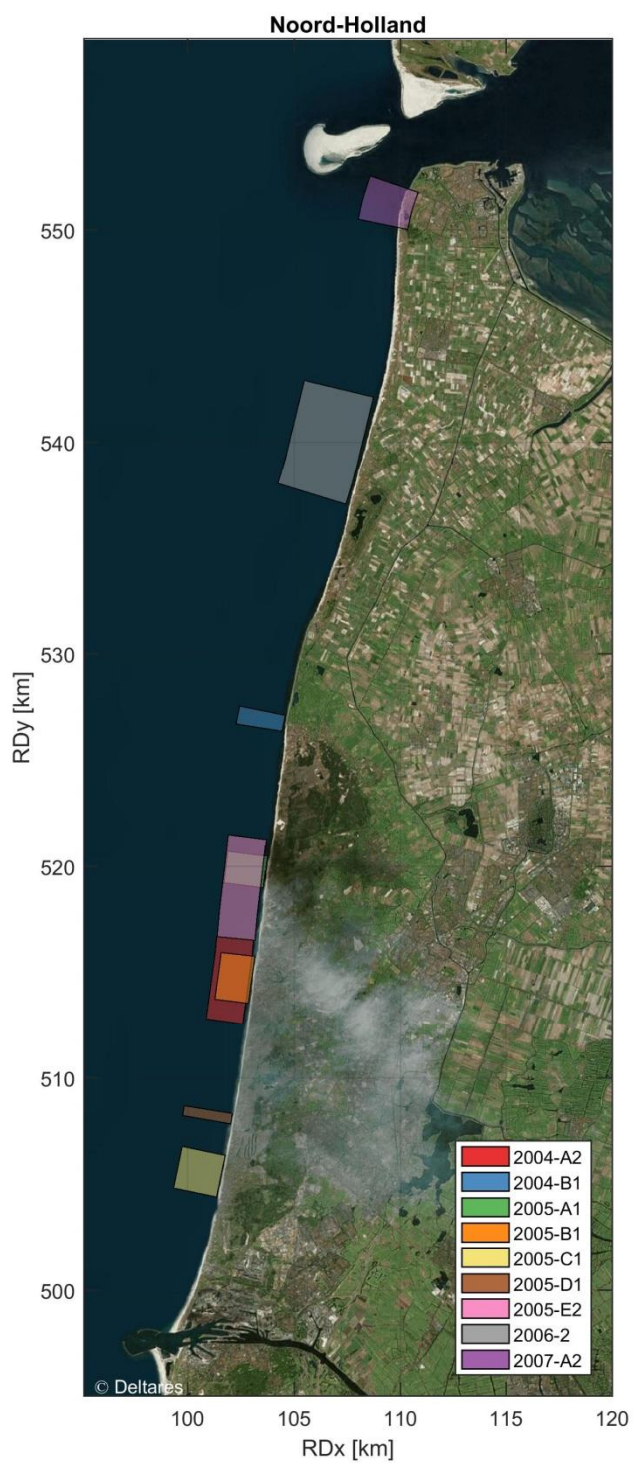 Noord-Holland
RDy [km]
550
540
530
520
510
500
2004-A2
2004-B1
2005-A1
2005-B1
2005-C1
2005-D1
2005-E2
2006-2
2007-A2
© Deltares
100 105 110 115 120
RDx [km]